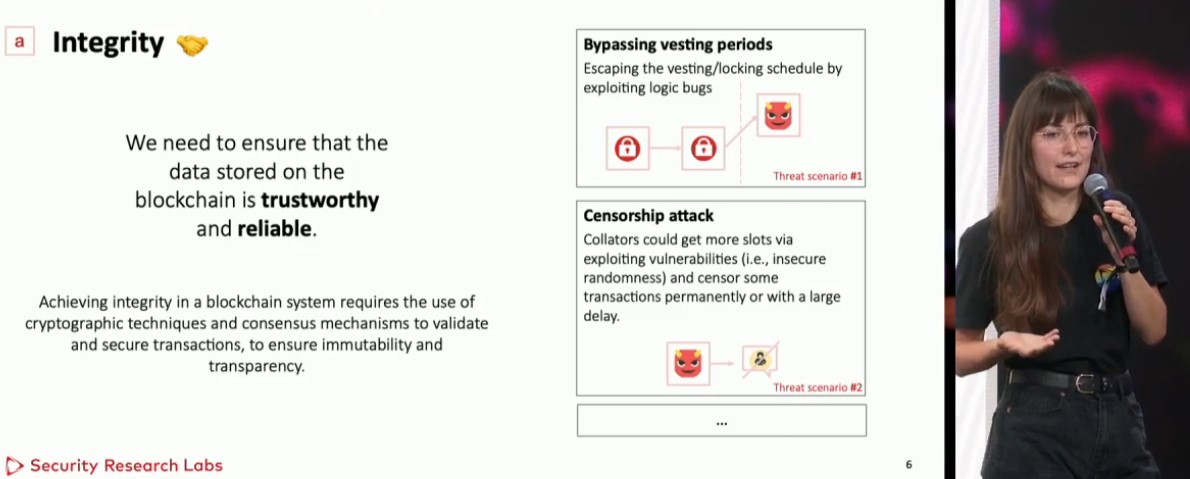 a
Integrity
We need to ensure that the
data stored on the
blockchain is trustworthy
and reliable.
Achieving integrity in a blockchain system requires the use of
cryptographic techniques and consensus mechanisms to validate
and secure transactions, to ensure immutability and
transparency.
Bypassing vesting periods
Escaping the vesting/locking schedule by
exploiting logic bugs
Threat scenario #1
Censorship attack
Collators could get more slots via
exploiting vulnerabilities (i.e., insecure
randomness) and censor some
transactions permanently or with a large
delay.
Threat scenario #2
...
Security Research Labs
6